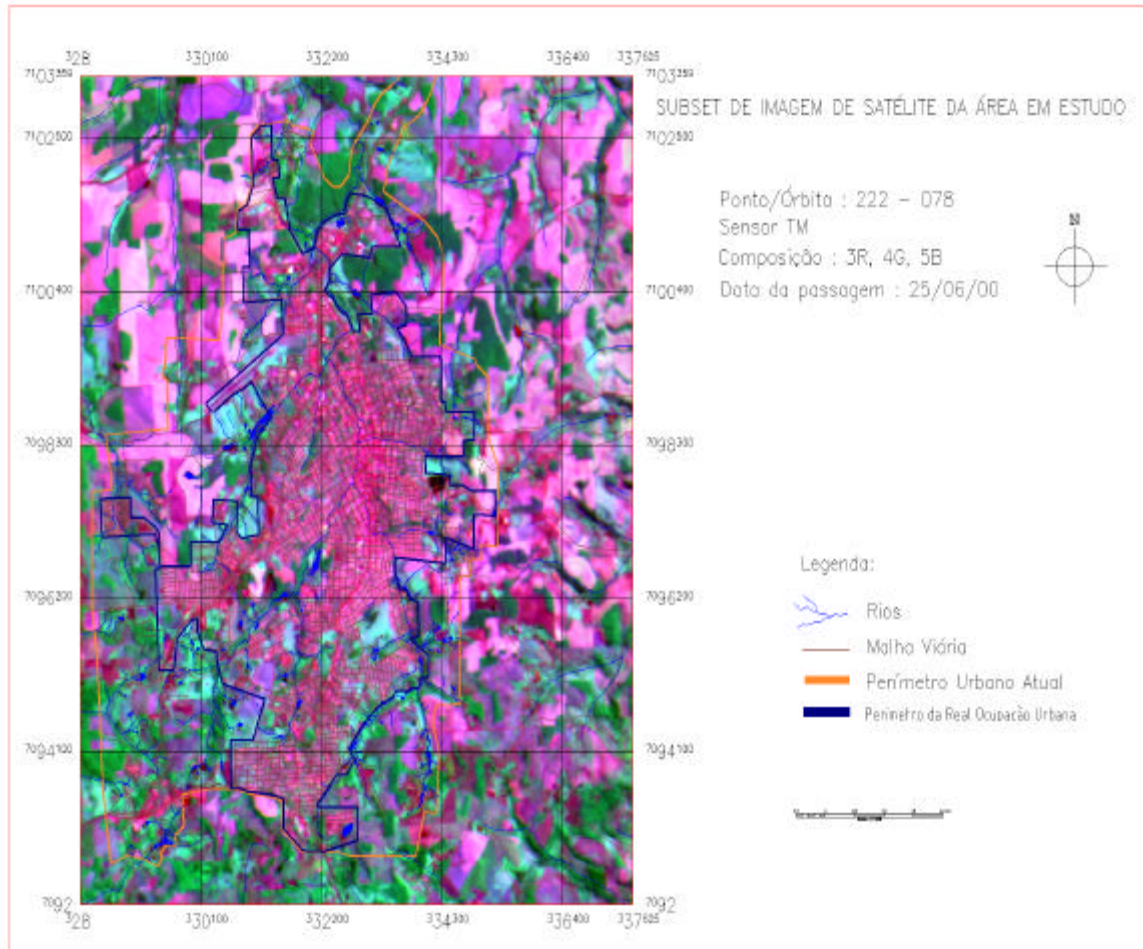 328 330100 332200 334300 336400 337625
7103359 7103359
SUBSET DE IMAGEM DE SATÉLITE DA ÁREA EM ESTUDO
7102500 7102500
Ponto/Órbita : 222 - 078
Sensor TM
N
Composição : 3R, 4G, 5B
Data da passagem : 25/06/00
7100400 7100400
7098300 7098300
Legenda:
7096200 7096200
Rios
Malha Viária
Perímetro Urbano Atual
Perimetro da Real Ocupacão Urbana
7094100 7094100
7092 7092
328 330100 332200 334300 336400 337625